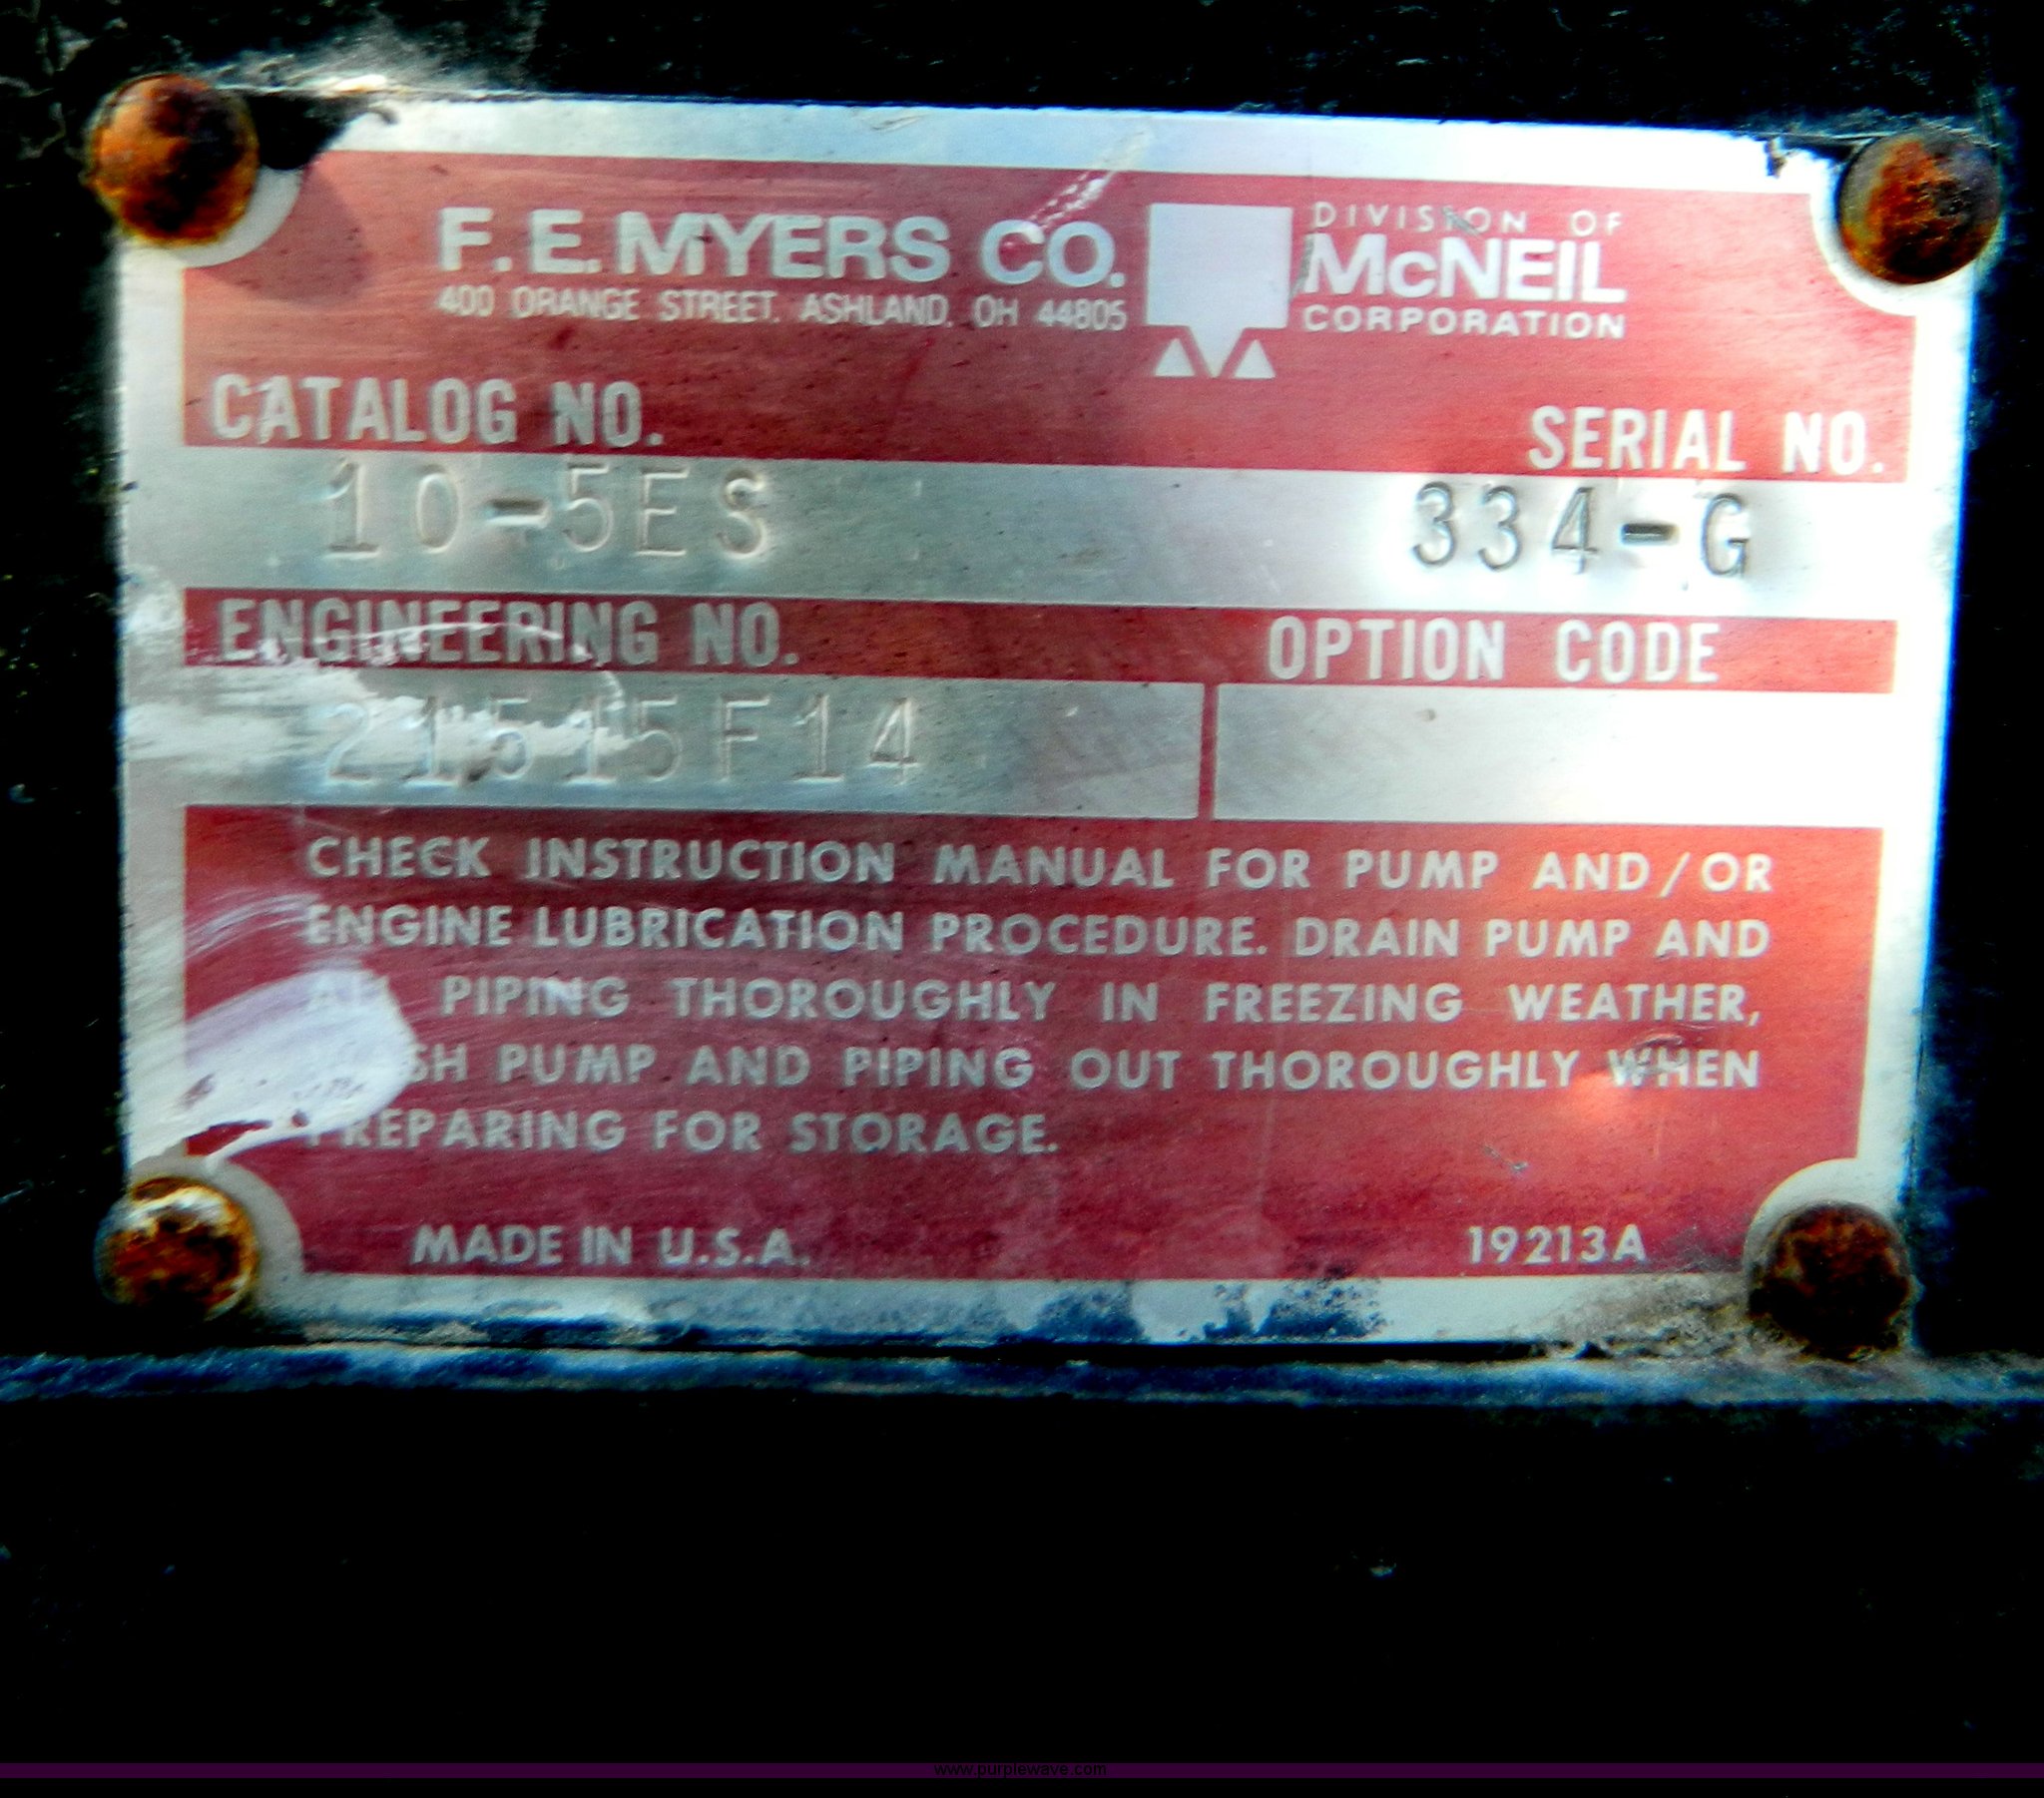 F. E. MYERS CO.
400 ORANGE STREET, ASHLAND, OH 44805
DIVISION OF
McNEIL
CORPORATION
CATALOG NO.
SERIAL NO.
10-5ES
334-G
ENGINEERING NO.
OPTION CODE
21515F14
CHECK INSTRUCTION MANUAL FOR PUMP AND/OR
ENGINE LUBRICATION PROCEDURE. DRAIN PUMP AND
ALL PIPING THOROUGHLY IN FREEZING WEATHER,
PUMP AND PIPING OUT THOROUGHLY WHEN
PREPARING FOR STORAGE.
MADE IN U.S.A.
19213A
www.purplewave.com